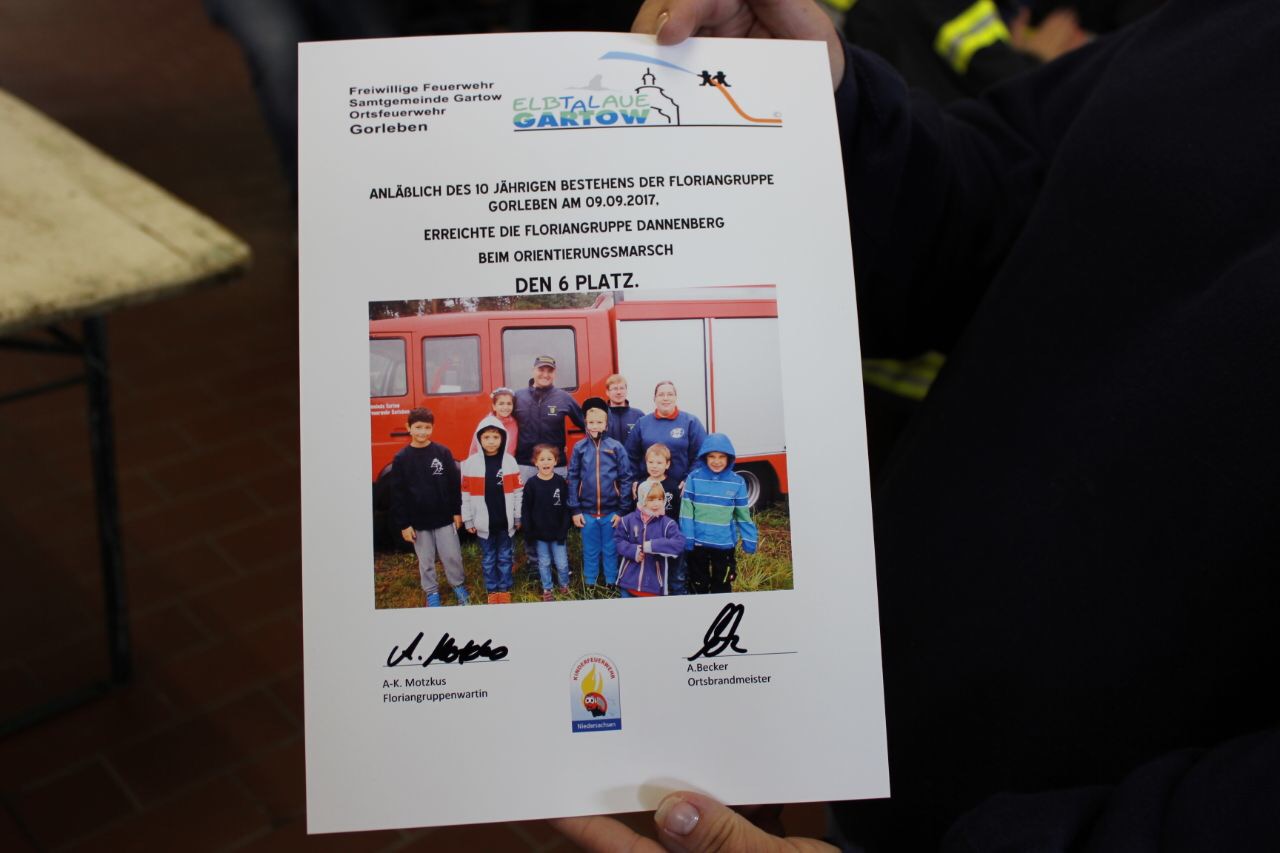 Freiwillige Feuerwehr
Samtgemeinde Gartow
Ortsfeuerwehr
Gorleben
ELBTALAUE
GARTOW
©
ANLÄßLICH DES 10 JÄHRIGEN BESTEHENS DER FLORIANGRUPPE
GORLEBEN AM 09.09.2017,
ERREICHTE DIE FLORIANGRUPPE DANNENBERG
BEIM ORIENTIERUNGSMARSCH
DEN 6 PLATZ.
A. Motzkus
A-K. Motzkus
Floriangruppenwartin
KINDERFEUERWEHR
Niedersachsen
A.Becker
Ortsbrandmeister